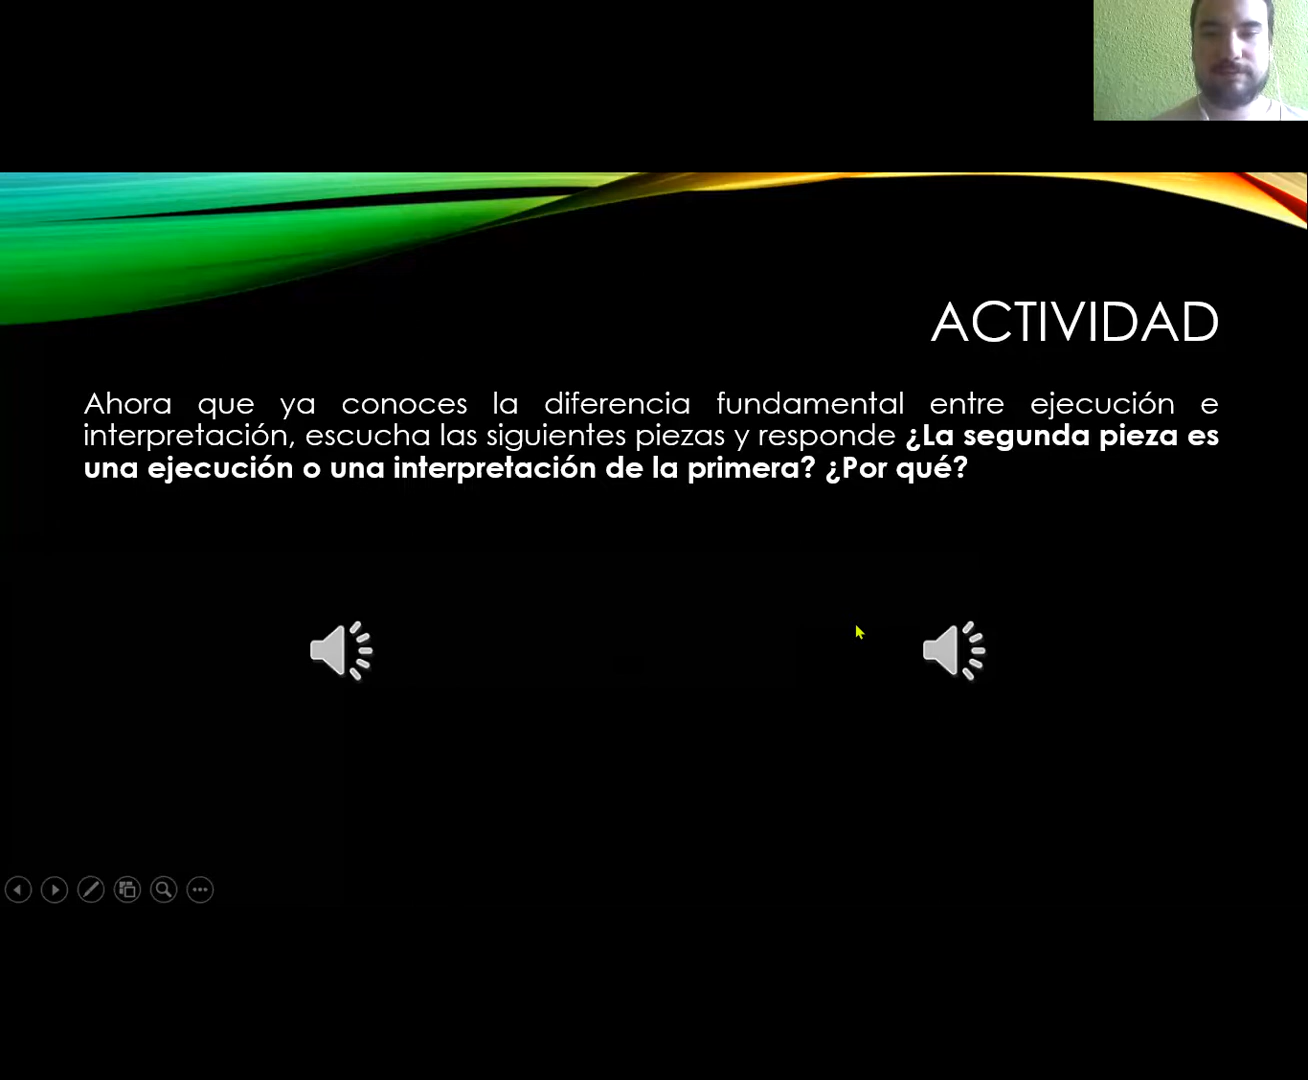 ACTIVIDAD
Ahora que ya conoces la diferencia fundamental entre ejecución e
interpretación, escucha las siguientes piezas y responde ¿La segunda pieza es
una ejecución o una interpretación de la primera? ¿Por qué?